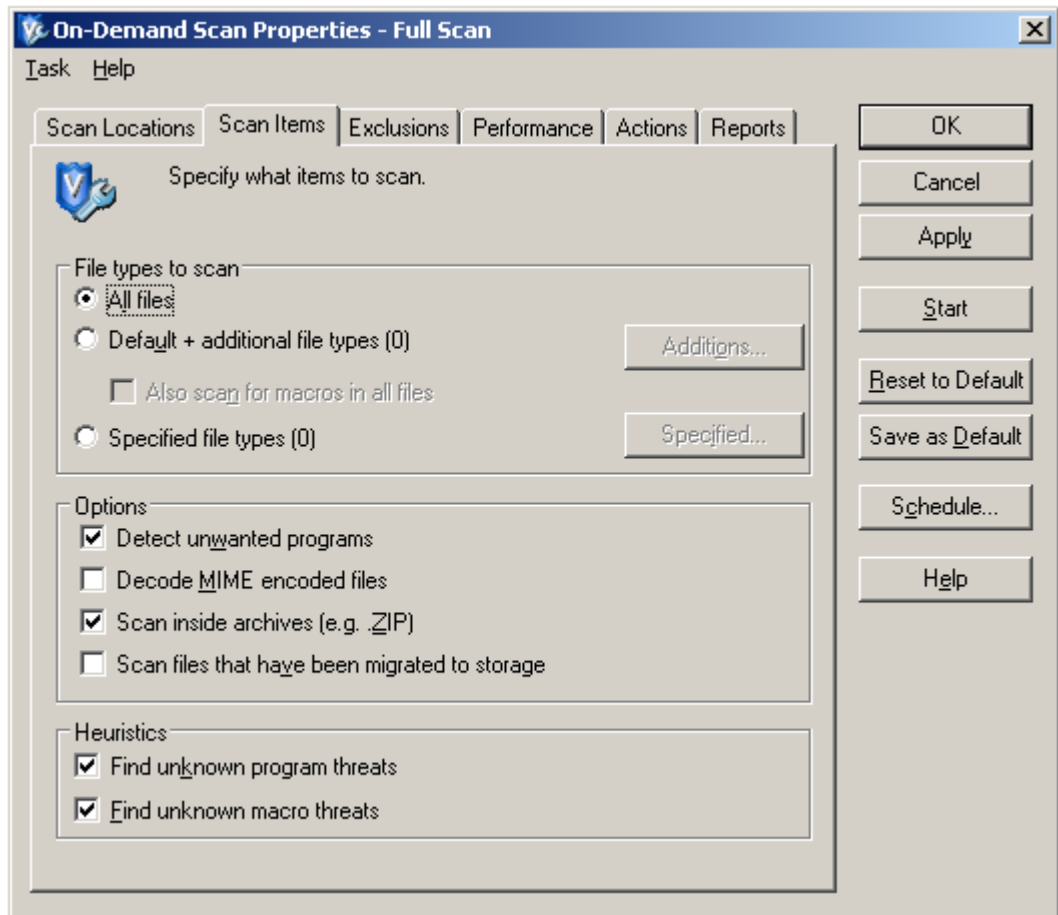 On-Demand Scan Properties - Full Scan
Task Help
Scan Locations Scan Items Exclusions Performance Actions Reports
Specify what items to scan.
File types to scan
All files
Default + additional file types (0)
Additions...
Also scan for macros in all files
Specified file types (0)
Specified...
Options
Detect unwanted programs
Decode MIME encoded files
Scan inside archives (e.g. .ZIP)
Scan files that have been migrated to storage
Heuristics
Find unknown program threats
Find unknown macro threats
OK
Cancel
Apply
Start
Reset to Default
Save as Default
Schedule...
Help